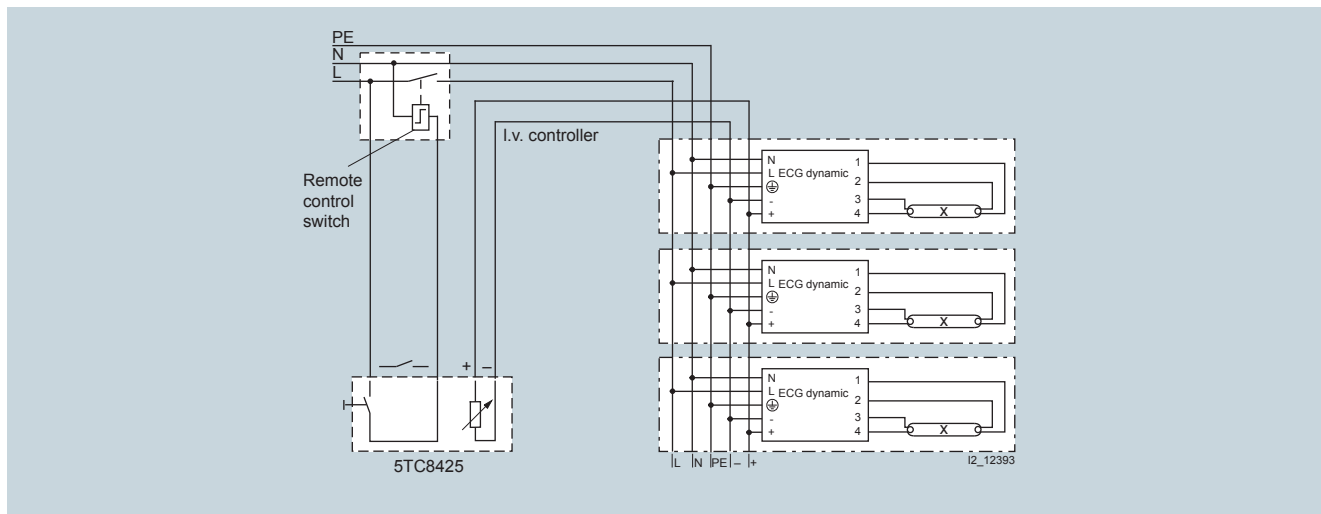 PE
N
L
l.v. controller
Remote
control
switch
N
L ECG dynamic
-
+
1
2
3
4
X
N
L ECG dynamic
-
+
1
2
3
4
X
N
L ECG dynamic
-
+
1
2
3
4
X
+ –
5TC8425
L N PE – +
I2_12393